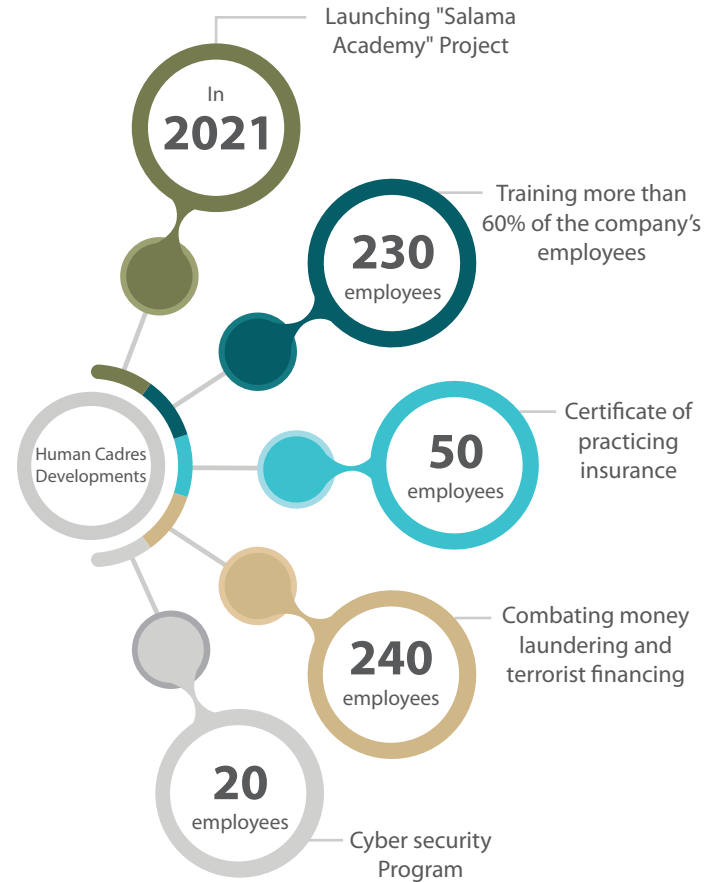 Launching "Salama
Academy" Project
In
2021
Training more than
60% of the company's
employees
230
employees
Certificate of
practicing
insurance
50
employees
Human Cadres
Developments
Combating money
laundering and
terrorist financing
240
employees
20
employees
Cyber security
Program